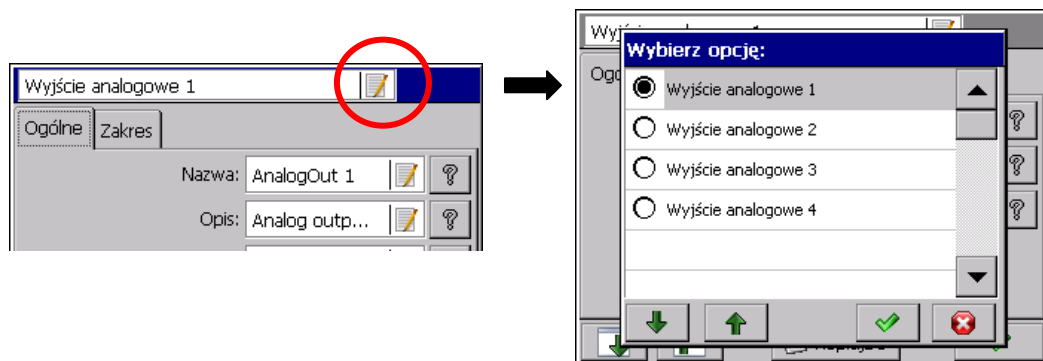 Wyjście analogowe 1
Ogólne Zakres
Nazwa: AnalogOut 1 ?
Opis: Analog outp... ?
Wybierz opcję:
Wyjście analogowe 1
Wyjście analogowe 2
?
Wyjście analogowe 3
?
Wyjście analogowe 4
?